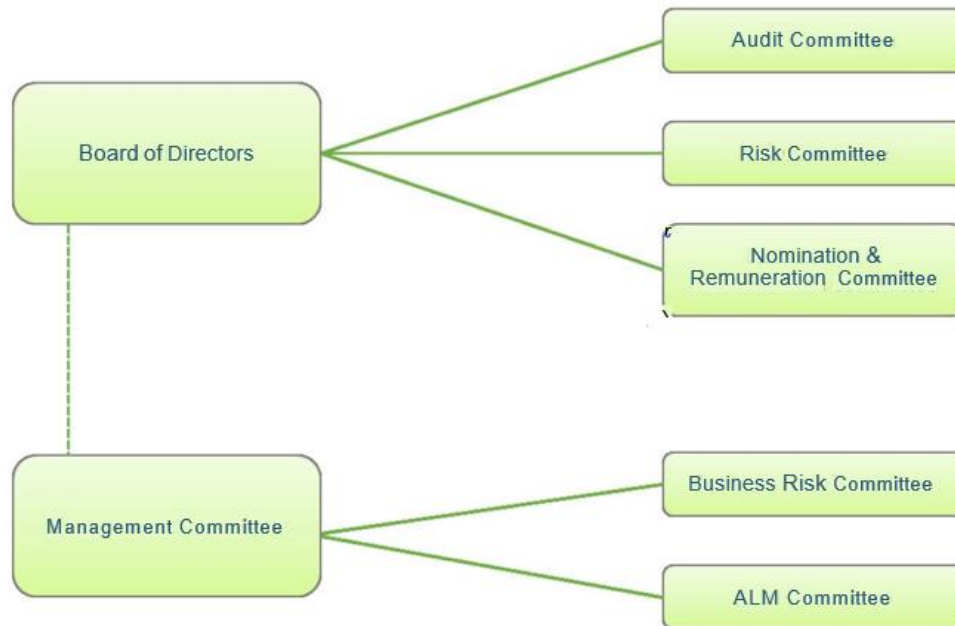 Audit Committee
Board of Directors
Risk Committee
Nomination &
Remuneration Committee
Management Committee
Business Risk Committee
ALM Committee